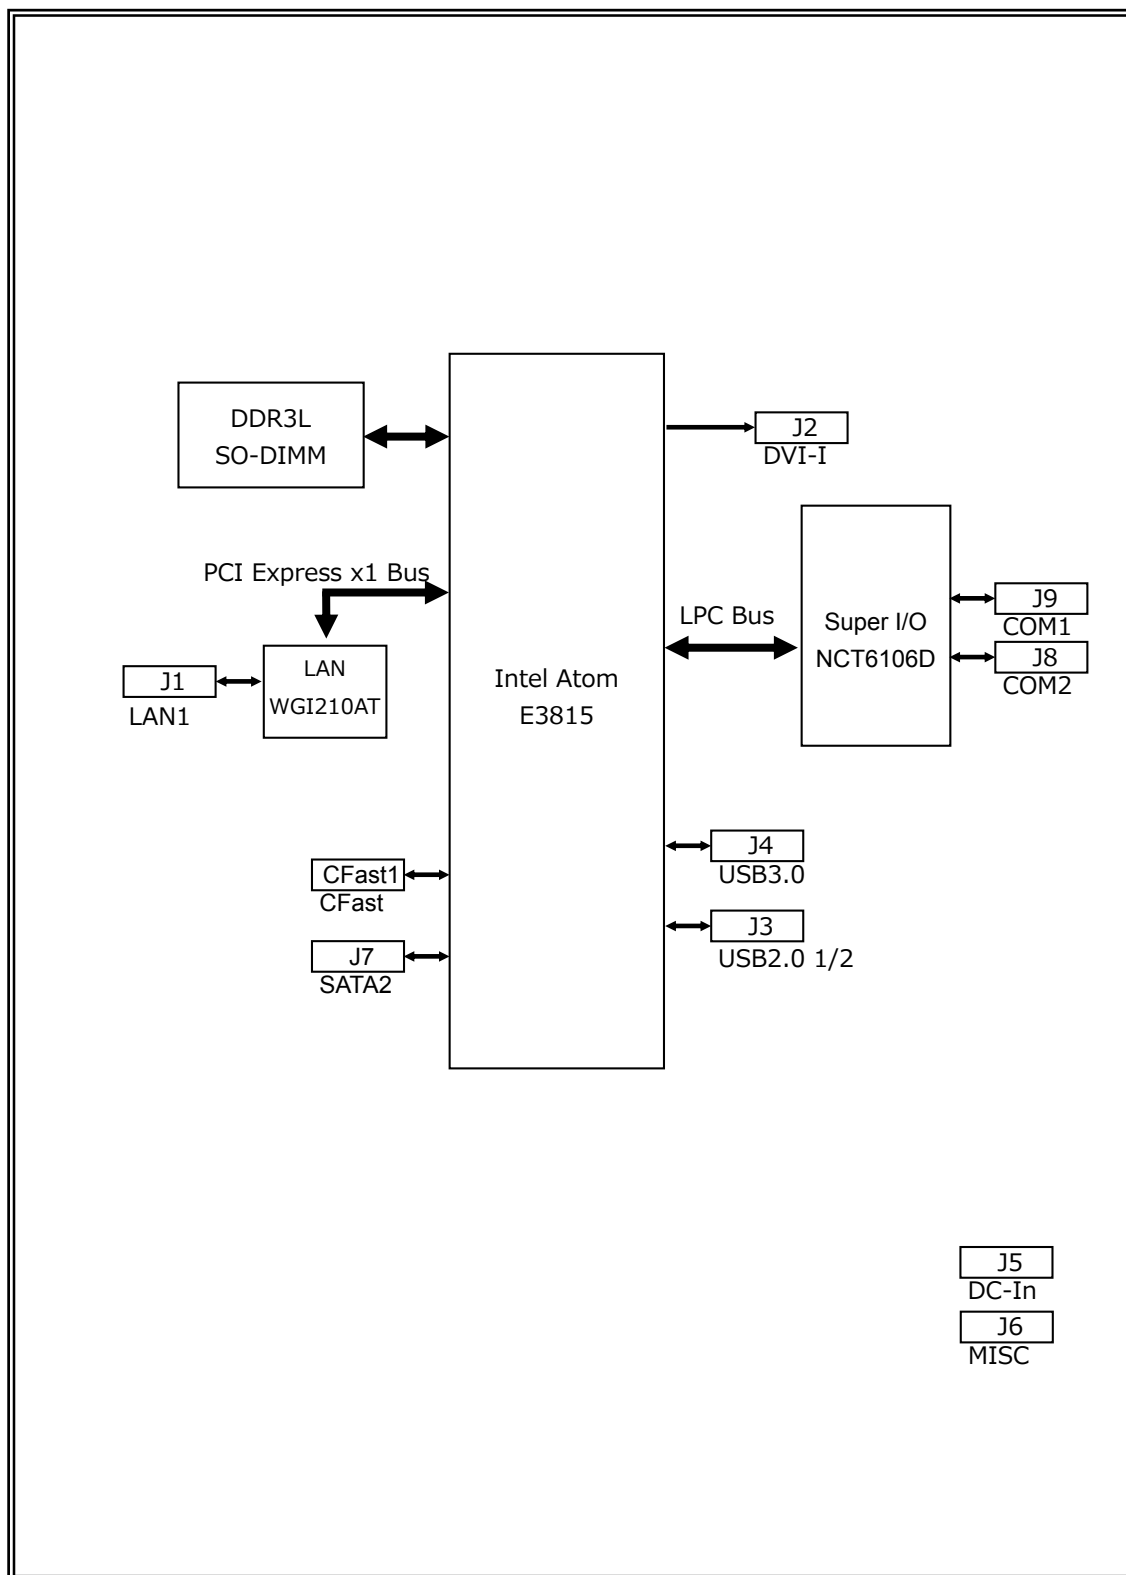 DDR3L
SO-DIMM
J2
DVI-I
PCI Express x1 Bus
LPC Bus
Super I/O
NCT6106D
J9
COM1
J8
COM2
LAN
WGI210AT
J1
LAN1
Intel Atom
E3815
J4
USB3.0
CFast1
CFast
J3
USB2.0 1/2
J7
SATA2
J5
DC-In
J6
MISC